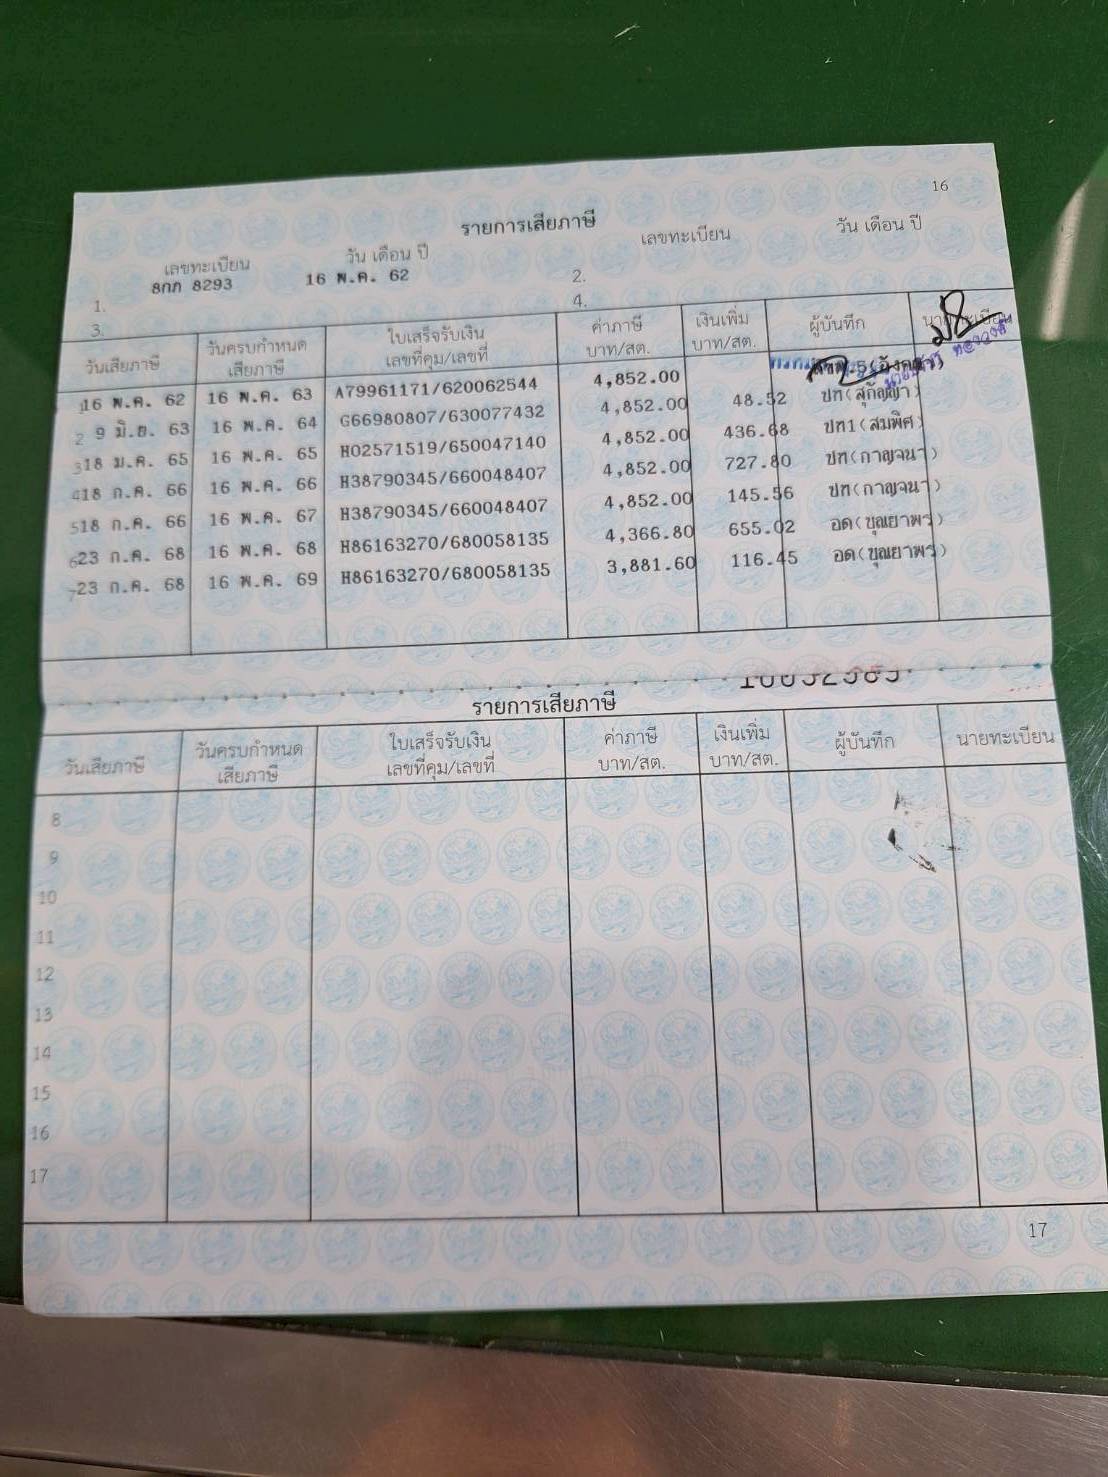 16
รายการเสียภาษี
เลขทะเบียน วัน เดือน ปี เลขทะเบียน วัน เดือน ปี
1. 8กภ 8293 16 พ.ค. 62 2.
3. 4.
วันเสียภาษี วันครบกำหนดเสียภาษี ใบเสร็จรับเงิน เลขที่คุม/เลขที่ ค่าภาษี บาท/สต. เงินเพิ่ม บาท/สต. ผู้บันทึก นายทะเบียน
1 16 พ.ค. 62 16 พ.ค. 63 A79961171/620062544 4,852.00
2 9 มิ.ย. 63 16 พ.ค. 64 G66980807/630077432 4,852.00 48.52 ปท(สุกัญญา)
3 18 ม.ค. 65 16 พ.ค. 65 H02571519/650047140 4,852.00 436.68 ปท1(สมพิศ)
4 18 ก.ค. 66 16 พ.ค. 66 H38790345/660048407 4,852.00 727.80 ปท(กาญจนา)
5 18 ก.ค. 66 16 พ.ค. 67 H38790345/660048407 4,852.00 145.56 ปท(กาญจนา)
6 23 ก.ค. 68 16 พ.ค. 68 H86163270/680058135 4,366.80 655.02 อด(บุณยาพร)
7 23 ก.ค. 68 16 พ.ค. 69 H86163270/680058135 3,881.60 116.45 อด(บุณยาพร)
รายการเสียภาษี
วันเสียภาษี วันครบกำหนดเสียภาษี ใบเสร็จรับเงิน เลขที่คุม/เลขที่ ค่าภาษี บาท/สต. เงินเพิ่ม บาท/สต. ผู้บันทึก นายทะเบียน
8
9
10
11
12
13
14
15
16
17
17